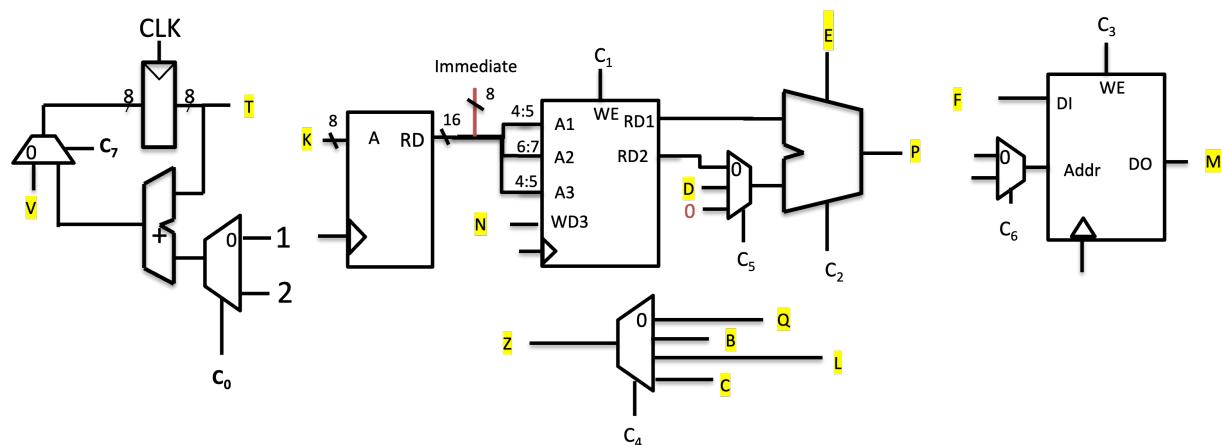 CLK
8
8
T
0
C7
V
+
0
1
2
C0
Immediate
8
K
8
A
RD
16
4:5
6:7
4:5
C1
WE
A1
A2
A3
WD3
RD1
RD2
N
0
D
0
C5
E
P
C2
C3
F
DI
WE
0
Addr
DO
M
C6
Z
0
Q
B
L
C
C4